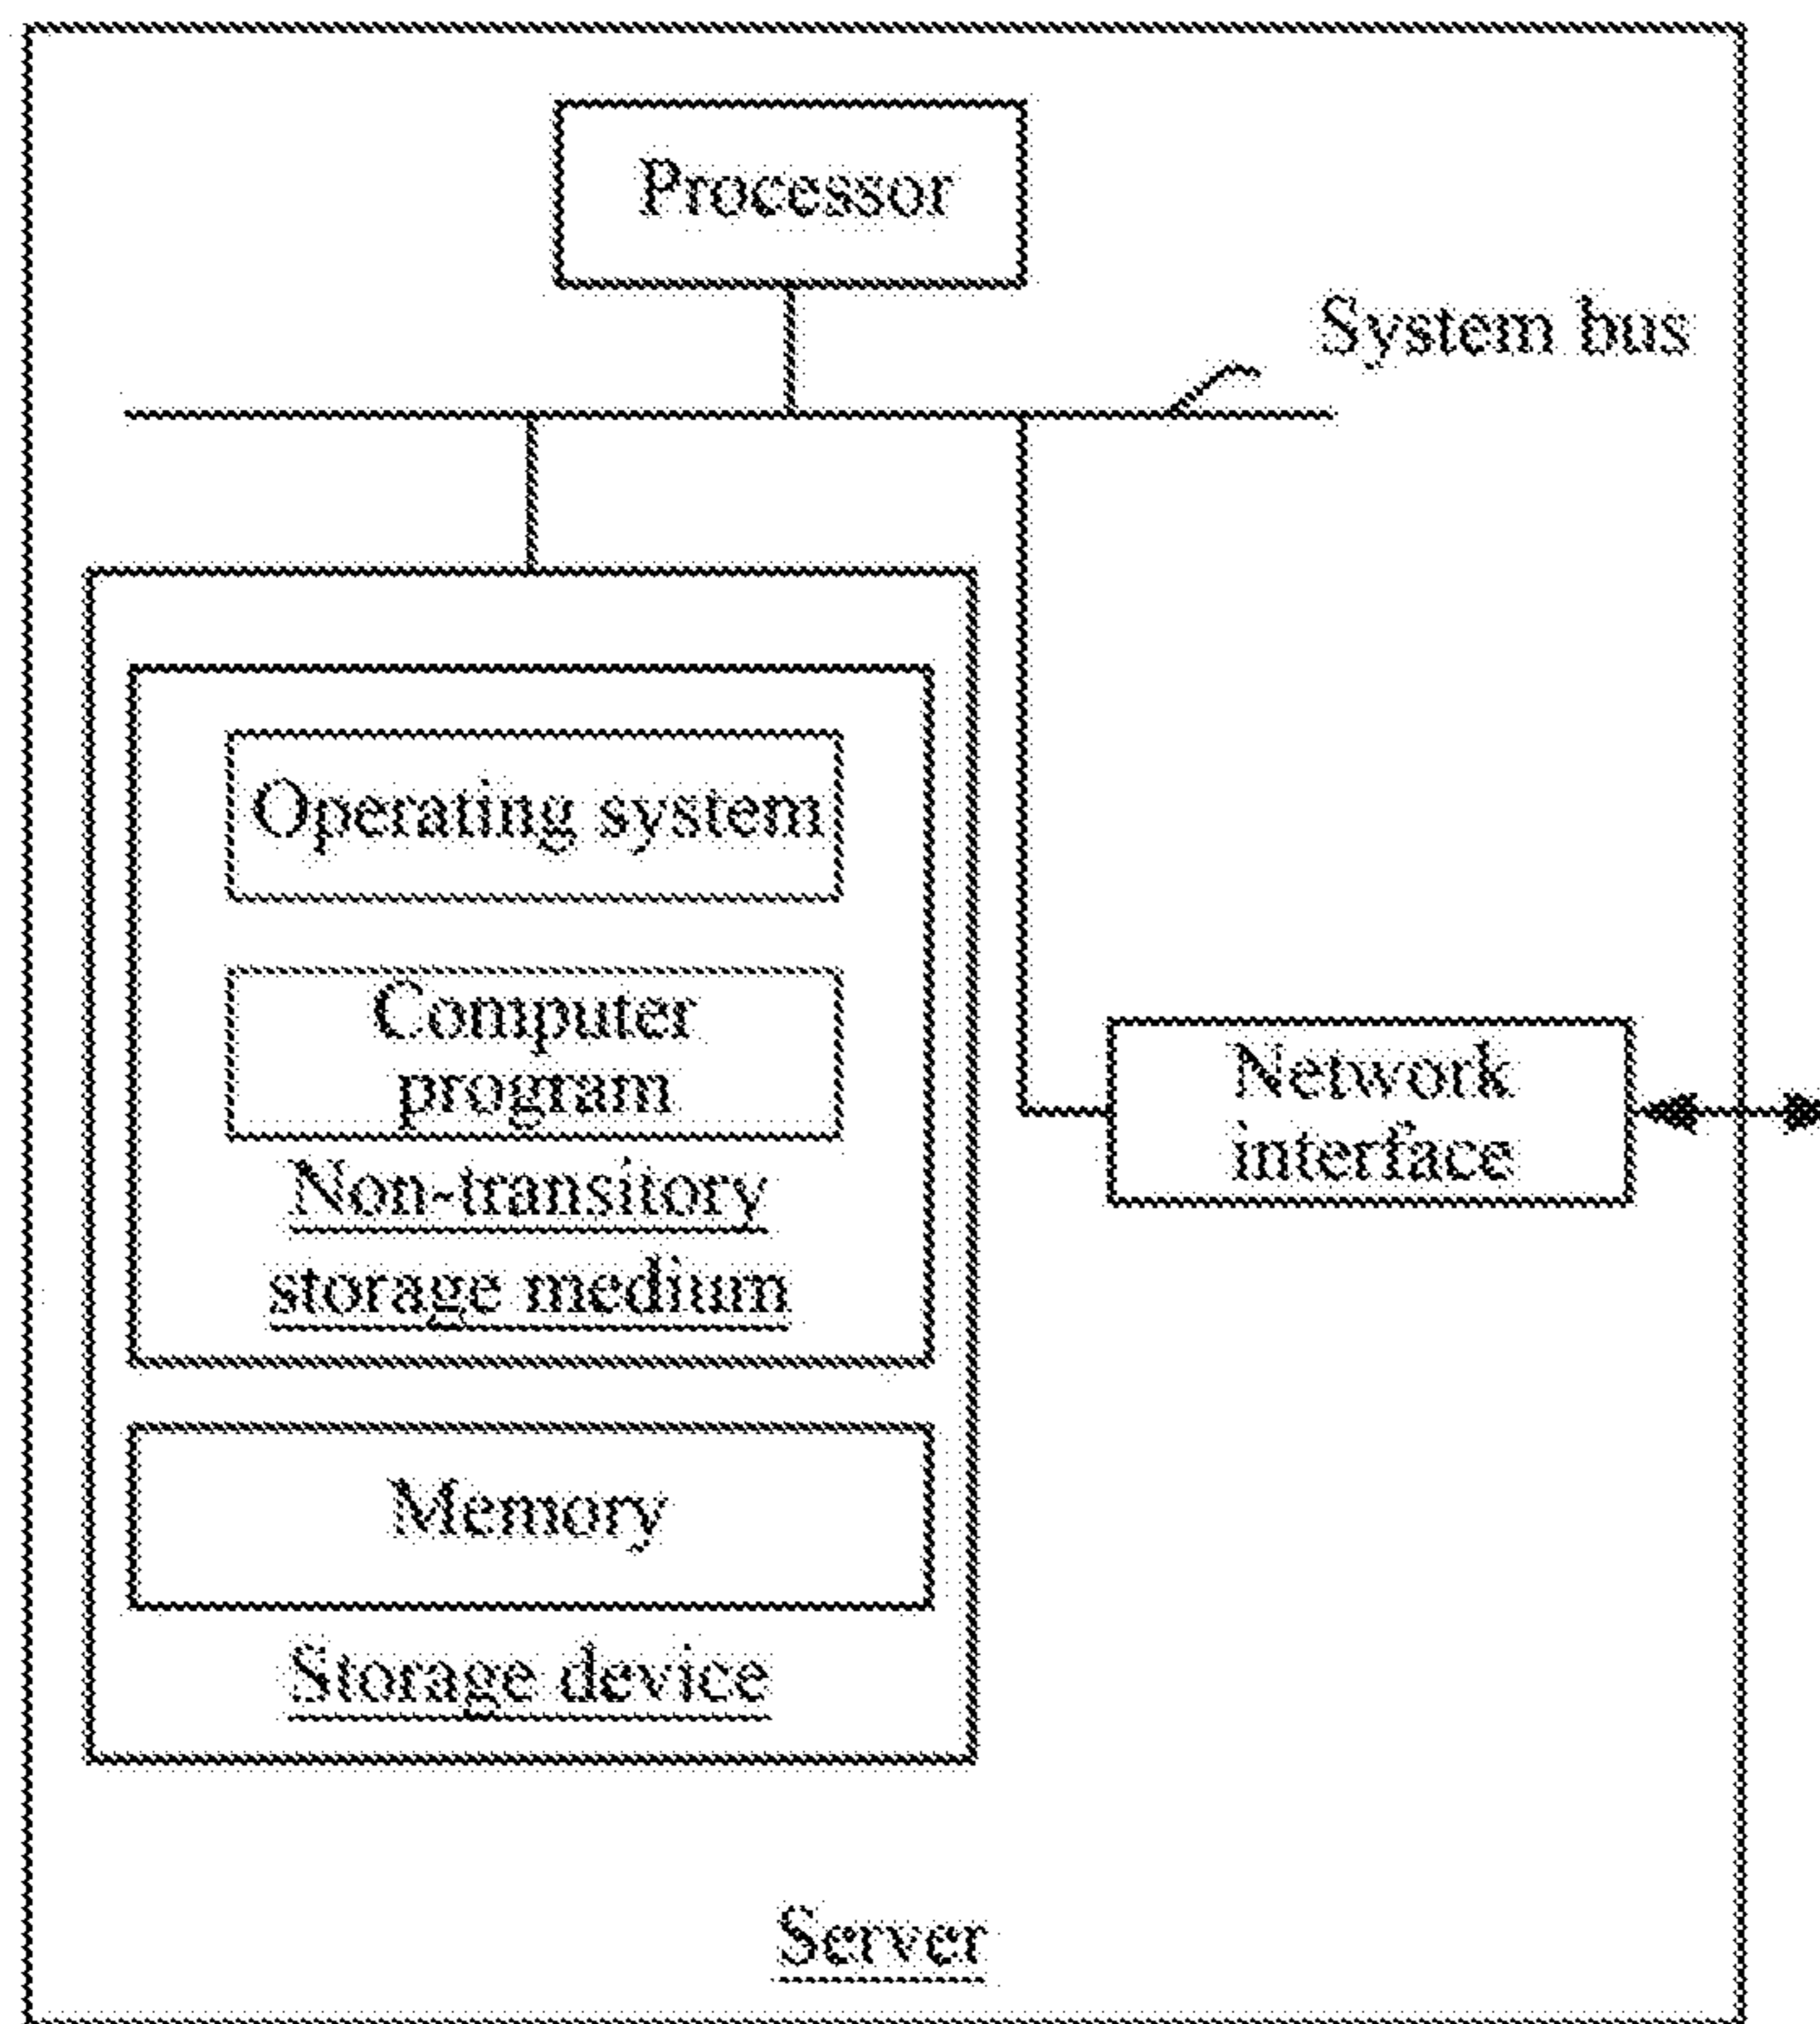 Processor
System bus
Operating system
Computer
program
Non-transitory
storage medium
Network
interface
Memory
Storage device
Server